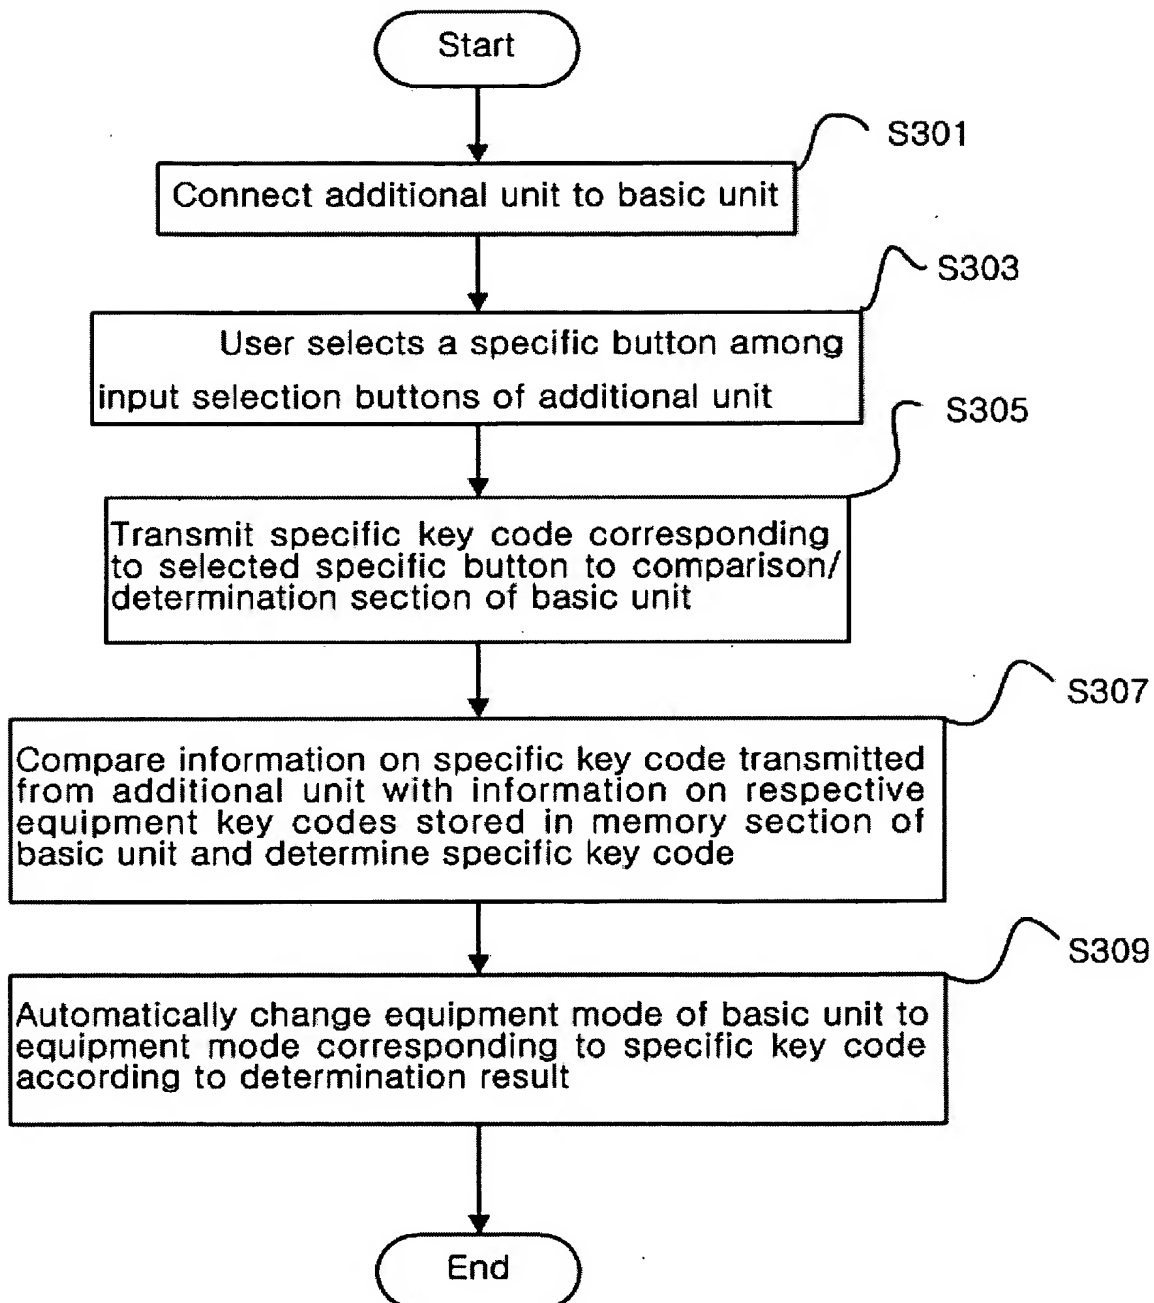 Start
S301
Connect additional unit to basic unit
S303
User selects a specific button among
input selection buttons of additional unit
S305
Transmit specific key code corresponding
to selected specific button to comparison/
determination section of basic unit
S307
Compare information on specific key code transmitted
from additional unit with information on respective
equipment key codes stored in memory section of
basic unit and determine specific key code
S309
Automatically change equipment mode of basic unit to
equipment mode corresponding to specific key code
according to determination result
End